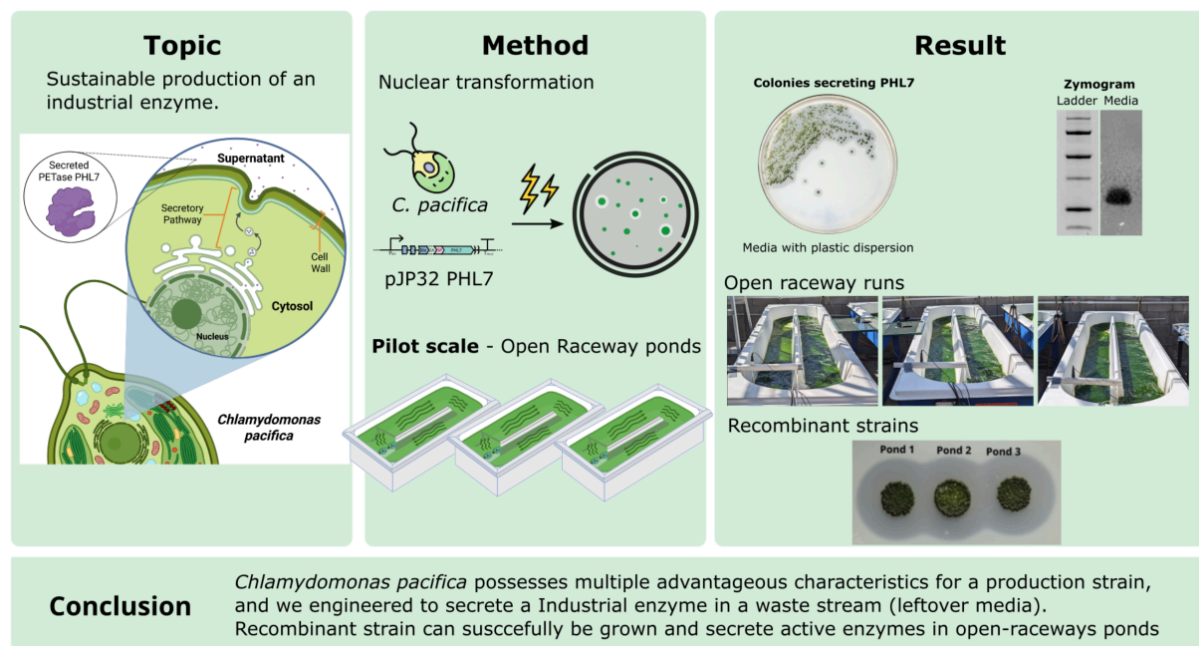 Topic
Sustainable production of an
industrial enzyme.
Secreted
PETase PHL7
Supernatant
Secretory
Pathway
Cell
Wall
Cytosol
Nucleus
Chlamydomonas
pacifica
Method
Nuclear transformation
C. pacifica
PHL7
pJP32 PHL7
Pilot scale - Open Raceway ponds
Result
Colonies secreting PHL7
Media with plastic dispersion
Zymogram
Ladder Media
Open raceway runs
Recombinant strains
Pond 1 Pond 2 Pond 3
Conclusion
Chlamydomonas pacifica possesses multiple advantageous characteristics for a production strain,
and we engineered to secrete a Industrial enzyme in a waste stream (leftover media).
Recombinant strain can susccefully be grown and secrete active enzymes in open-raceways ponds